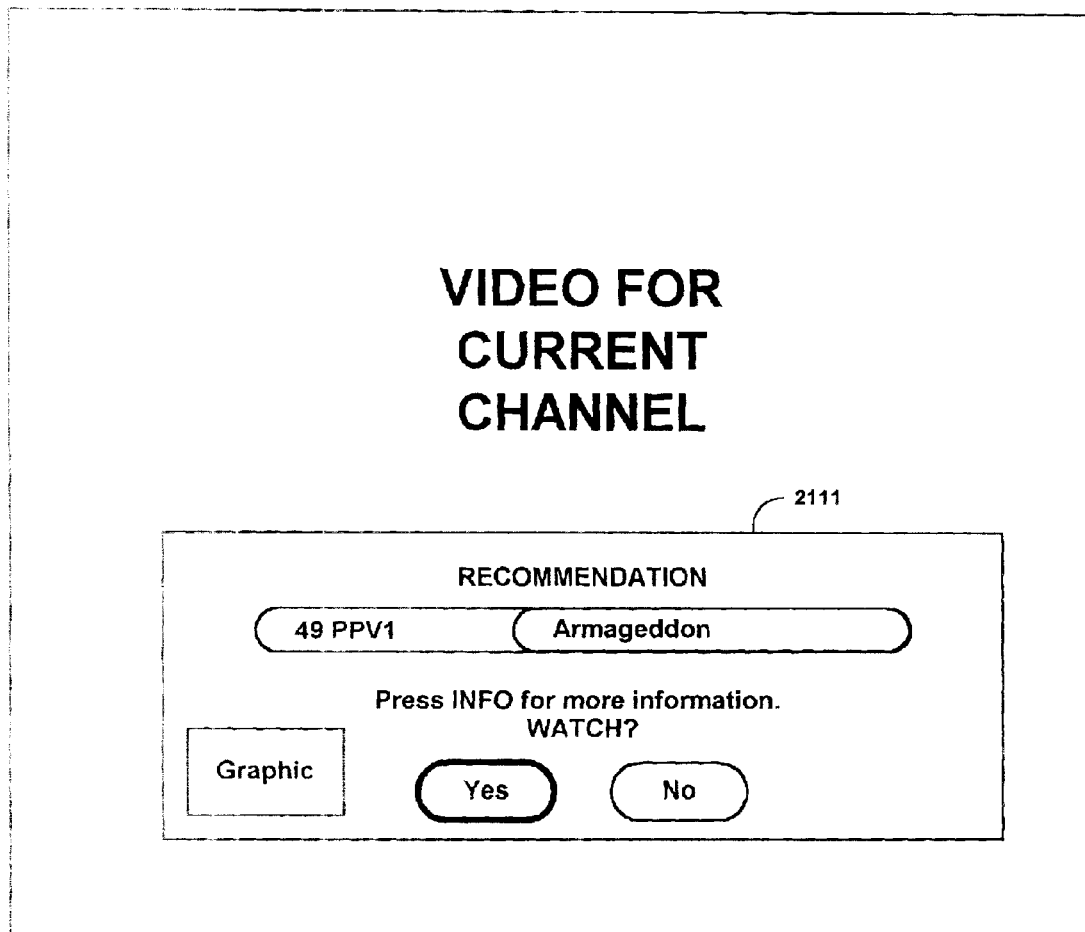 VIDEO FOR
CURRENT
CHANNEL
2111
RECOMMENDATION
49 PPV1 Armageddon
Press INFO for more information.
WATCH?
Graphic Yes No